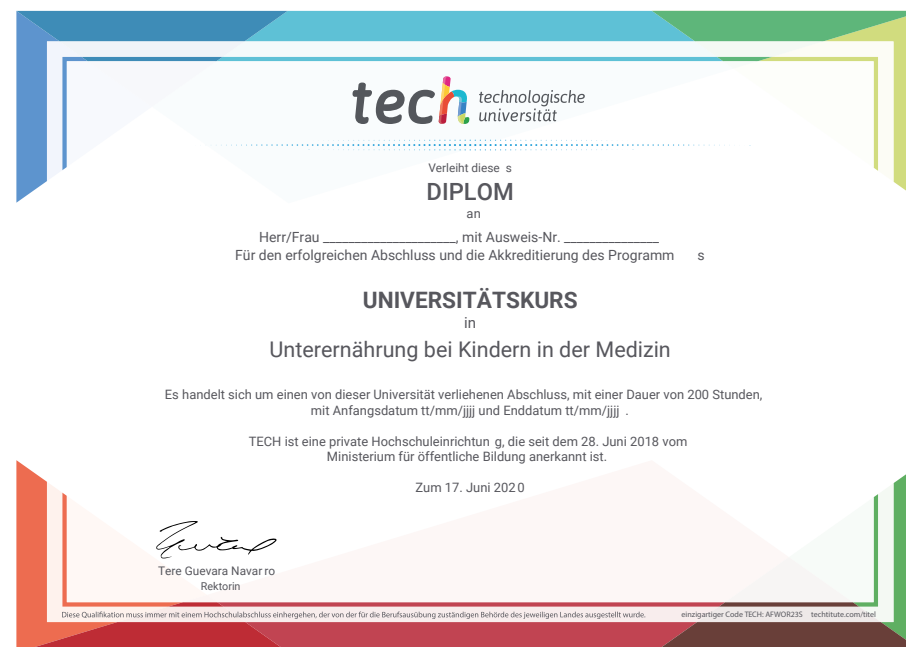 tech technologische
universität
Verleiht diese s
DIPLOM
an
Herr/Frau _____________________, mit Ausweis-Nr. _______________
Für den erfolgreichen Abschluss und die Akkreditierung des Programm s
UNIVERSITÄTSKURS
in
Unterernährung bei Kindern in der Medizin
Es handelt sich um einen von dieser Universität verliehenen Abschluss, mit einer Dauer von 200 Stunden,
mit Anfangsdatum tt/mm/jjjj und Enddatum tt/mm/jjjj .
TECH ist eine private Hochschuleinrichtun g, die seit dem 28. Juni 2018 vom
Ministerium für öffentliche Bildung anerkannt ist.
Zum 17. Juni 2020
Tere Guevara Navar ro
Rektorin
Diese Qualifikation muss immer mit einem Hochschulabschluss einhergehen, der von der für die Berufsausübung zuständigen Behörde des jeweiligen Landes ausgestellt wurde. einzigartiger Code TECH: AFWOR23S techtitute.com/titel